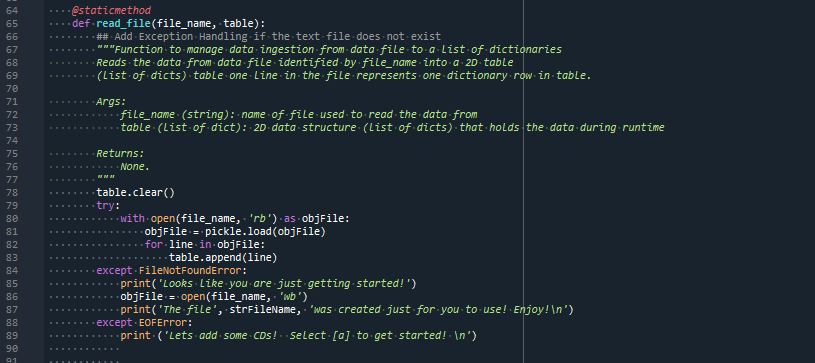 64 @staticmethod
65 def read_file(file_name, table):
66 ## Add Exception Handling if the text file does not exist
67 """Function to manage data ingestion from data file to a list of dictionaries
68 Reads the data from data file identified by file_name into a 2D table
69 (list of dicts) table one line in the file represents one dictionary row in table.
70
71 Args:
72 file_name (string): name of file used to read the data from
73 table (list of dict): 2D data structure (list of dicts) that holds the data during runtime
74
75 Returns:
76 None.
77 """
78 table.clear()
79 try:
80 with open(file_name, 'rb') as objFile:
81 objFile = pickle.load(objFile)
82 for line in objFile:
83 table.append(line)
84 except FileNotFoundError:
85 print('Looks like you are just getting started!')
86 objFile = open(file_name, 'wb')
87 print('The file', strFileName, 'was created just for you to use! Enjoy!\n')
88 except EOFError:
89 print ('Lets add some CDs!  Select [a] to get started! \n')
90
91